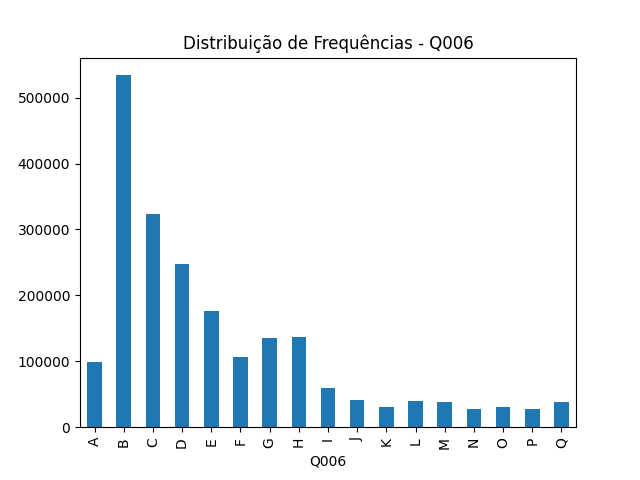 Distribuição de Frequências - Q006
500000
400000
300000
200000
100000
0
A B C D E F G H I J K L M N O P Q
Q006